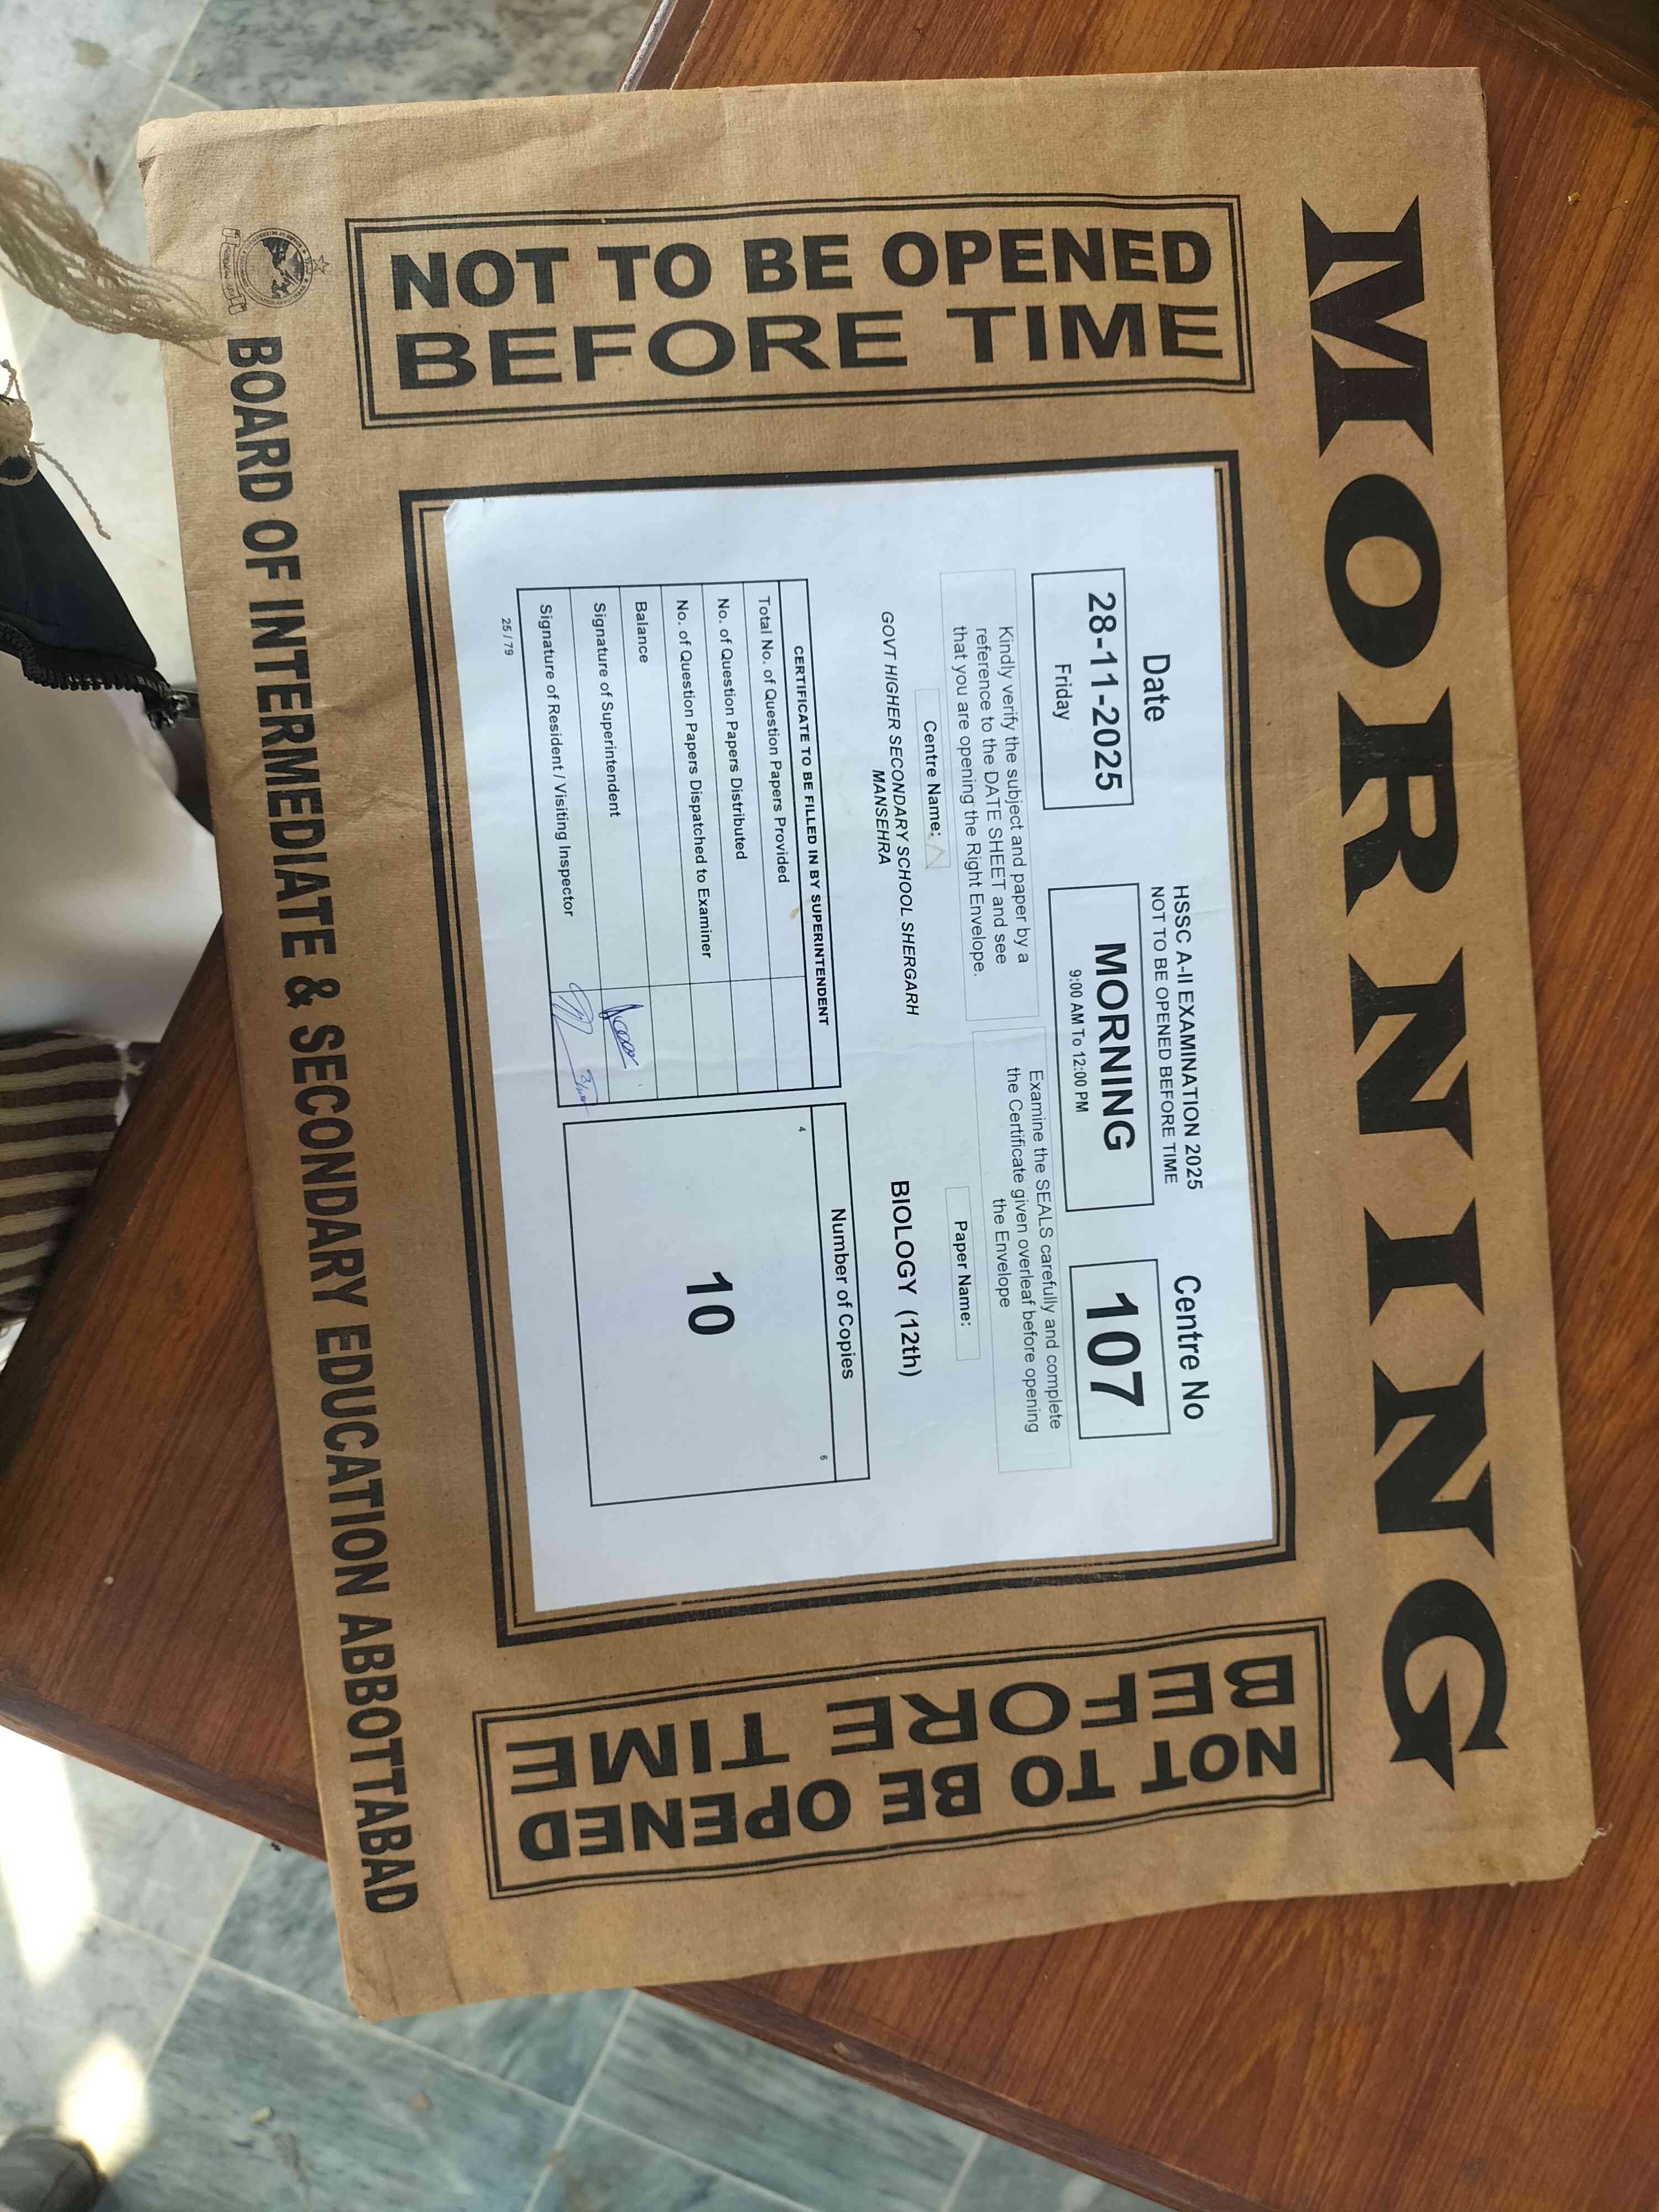 MORNING
NOT TO BE OPENED
BEFORE TIME
Date
28-11-2025
Friday
HSSC A-II EXAMINATION 2025
NOT TO BE OPENED BEFORE TIME
MORNING
9:00 AM To 12:00 PM
Centre No
107
Kindly verify the subject and paper by a
reference to the DATE SHEET and see
that you are opening the Right Envelope.
Examine the SEALS carefully and complete
the Certificate given overleaf before opening
the Envelope
Centre Name:
GOVT HIGHER SECONDARY SCHOOL SHERGARH
MANSEHRA
Paper Name:
BIOLOGY (12th)
CERTIFICATE TO BE FILLED IN BY SUPERINTENDENT
Total No. of Question Papers Provided
No. of Question Papers Distributed
No. of Question Papers Dispatched to Examiner
Balance
Signature of Superintendent
Signature of Resident / Visiting Inspector
Number of Copies
4
6
10
25 / 79
NOT TO BE OPENED
BEFORE TIME
BOARD OF INTERMEDIATE & SECONDARY EDUCATION ABBOTTABAD